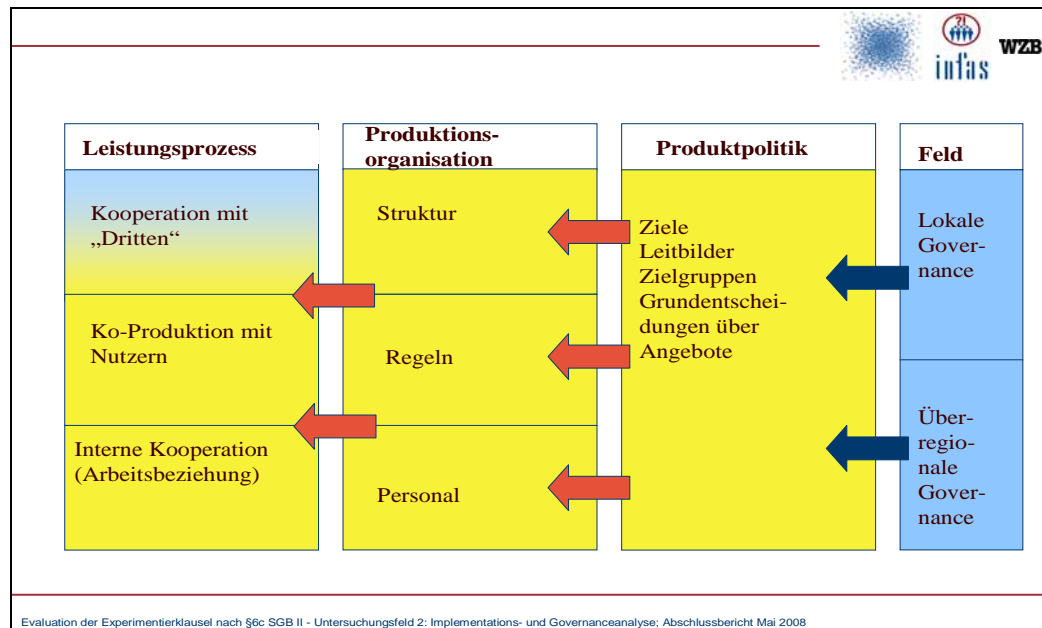 ?!
infas
WZB
Leistungsprozess
Kooperation mit
„Dritten“
Ko-Produktion mit
Nutzern
Interne Kooperation
(Arbeitsbeziehung)
Produktions-
organisation
Struktur
Regeln
Personal
Produktpolitik
Ziele
Leitbilder
Zielgruppen
Grundentschei-
dungen über
Angebote
Feld
Lokale
Gover-
nance
Über-
regio-
nale
Gover-
nance
Evaluation der Experimentierklausel nach §6c SGB II - Untersuchungsfeld 2: Implementations- und Governanceanalyse; Abschlussbericht Mai 2008